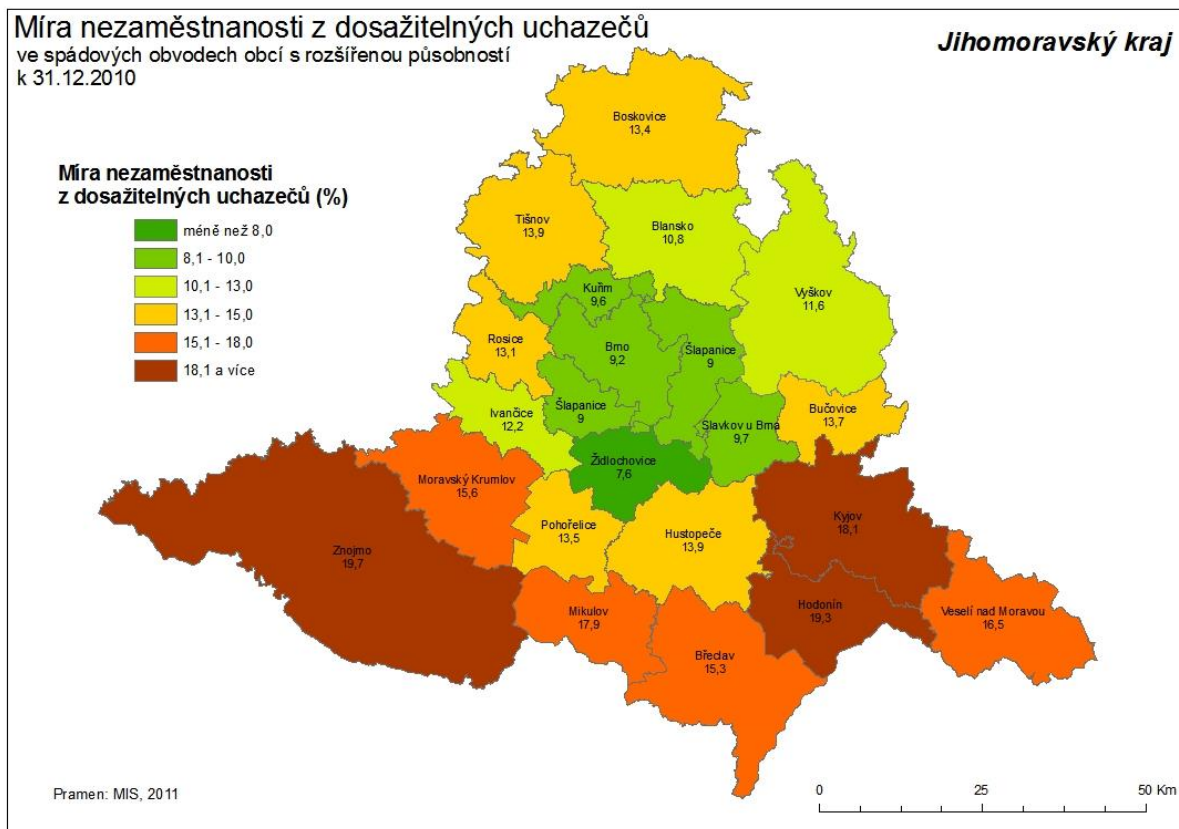 Míra nezaměstnanosti z dosažitelných uchazečů
ve spádových obvodech obcí s rozšířenou působností
k 31.12.2010
Jihomoravský kraj
Míra nezaměstnanosti
z dosažitelných uchazečů (%)
méně než 8,0
8,1 - 10,0
10,1 - 13,0
13,1 - 15,0
15,1 - 18,0
18,1 a více
Boskovice
13,4
Tišnov
13,9
Blansko
10,8
Vyškov
11,6
Kuřim
9,6
Rosice
13,1
Brno
9,2
Šlapanice
9
Šlapanice
9
Ivančice
12,2
Slavkov u Brna
9,7
Bučovice
13,7
Židlochovice
7,6
Moravský Krumlov
15,6
Pohořelice
13,5
Hustopeče
13,9
Kyjov
18,1
Znojmo
19,7
Mikulov
17,9
Hodonín
19,3
Veselí nad Moravou
16,5
Břeclav
15,3
Pramen: MIS, 2011
0 25 50 Km